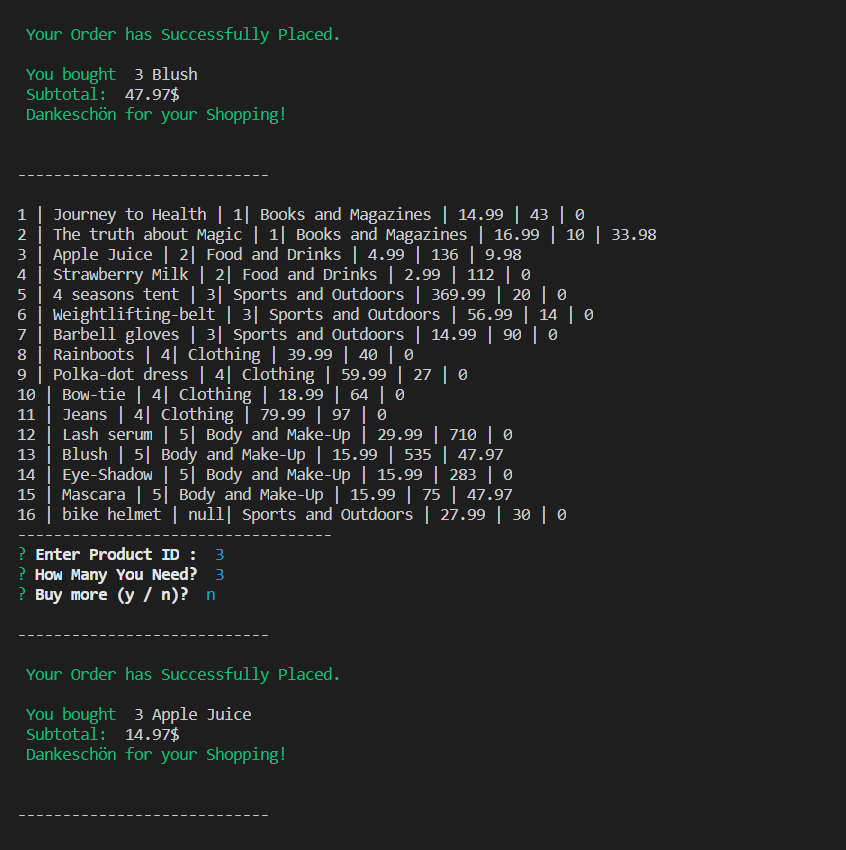 Your Order has Successfully Placed.
You bought  3 Blush
Subtotal:  47.97$
Dankeschön for your Shopping!
----------------------------
1 | Journey to Health | 1| Books and Magazines | 14.99 | 43 | 0
2 | The truth about Magic | 1| Books and Magazines | 16.99 | 10 | 33.98
3 | Apple Juice | 2| Food and Drinks | 4.99 | 136 | 9.98
4 | Strawberry Milk | 2| Food and Drinks | 2.99 | 112 | 0
5 | 4 seasons tent | 3| Sports and Outdoors | 369.99 | 20 | 0
6 | Weightlifting-belt | 3| Sports and Outdoors | 56.99 | 14 | 0
7 | Barbell gloves | 3| Sports and Outdoors | 14.99 | 90 | 0
8 | Rainboots | 4| Clothing | 39.99 | 40 | 0
9 | Polka-dot dress | 4| Clothing | 59.99 | 27 | 0
10 | Bow-tie | 4| Clothing | 18.99 | 64 | 0
11 | Jeans | 4| Clothing | 79.99 | 97 | 0
12 | Lash serum | 5| Body and Make-Up | 29.99 | 710 | 0
13 | Blush | 5| Body and Make-Up | 15.99 | 535 | 47.97
14 | Eye-Shadow | 5| Body and Make-Up | 15.99 | 283 | 0
15 | Mascara | 5| Body and Make-Up | 15.99 | 75 | 47.97
16 | bike helmet | null| Sports and Outdoors | 27.99 | 30 | 0
-----------------------------------
? Enter Product ID :  3
? How Many You Need?  3
? Buy more (y / n)?  n
----------------------------
Your Order has Successfully Placed.
You bought  3 Apple Juice
Subtotal:  14.97$
Dankeschön for your Shopping!
----------------------------